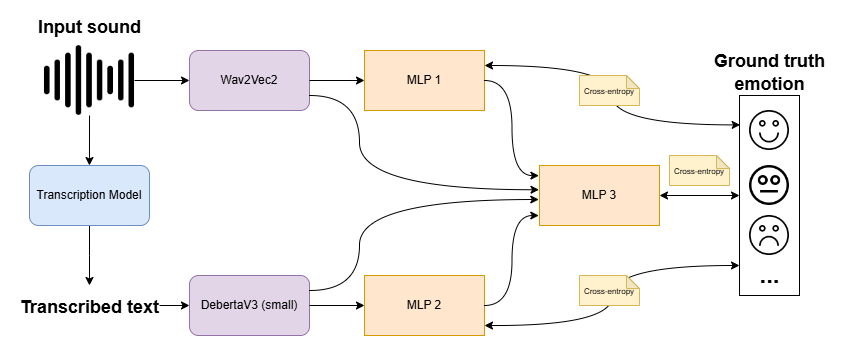 Input sound
Wav2Vec2
MLP 1
Cross-entropy
Ground truth
emotion
Transcription Model
MLP 3
Cross-entropy
Transcribed text
DebertaV3 (small)
MLP 2
Cross-entropy
...